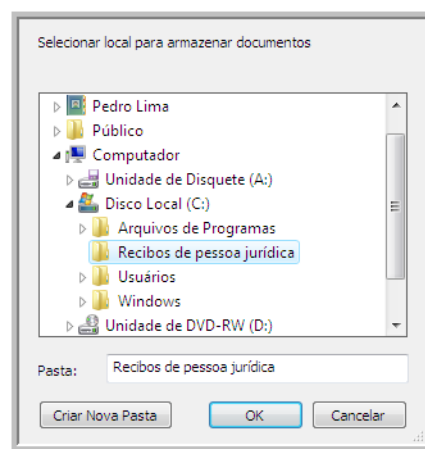 Selecionar local para armazenar documentos
Pedro Lima
Público
Computador
Unidade de Disquete (A:)
Disco Local (C:)
Arquivos de Programas
Recibos de pessoa jurídica
Usuários
Windows
Unidade de DVD-RW (D:)
Pasta: Recibos de pessoa jurídica
Criar Nova Pasta OK Cancelar